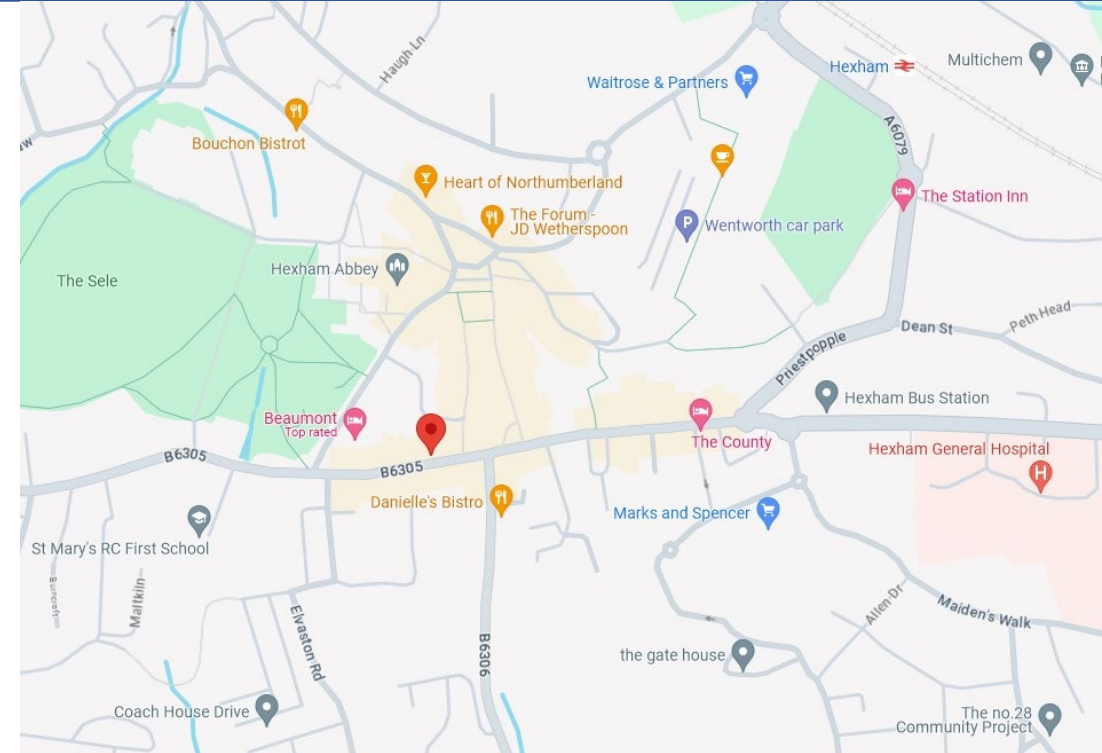 Haugh Ln
Hexham
Multichem
Waitrose & Partners
A6079
Bouchon Bistrot
Heart of Northumberland
The Station Inn
The Forum -
JD Wetherspoon
P
Wentworth car park
Hexham Abbey
The Sele
Peth Head
Dean St
Priestpopple
Hexham Bus Station
Beaumont
Top rated
The County
B6305
B6305
Hexham General Hospital
H
Danielle's Bistro
Marks and Spencer
St Mary's RC First School
Elvaston Rd
B6306
Allen Dr
Maiden's Walk
the gate house
Coach House Drive
The no.28
Community Project